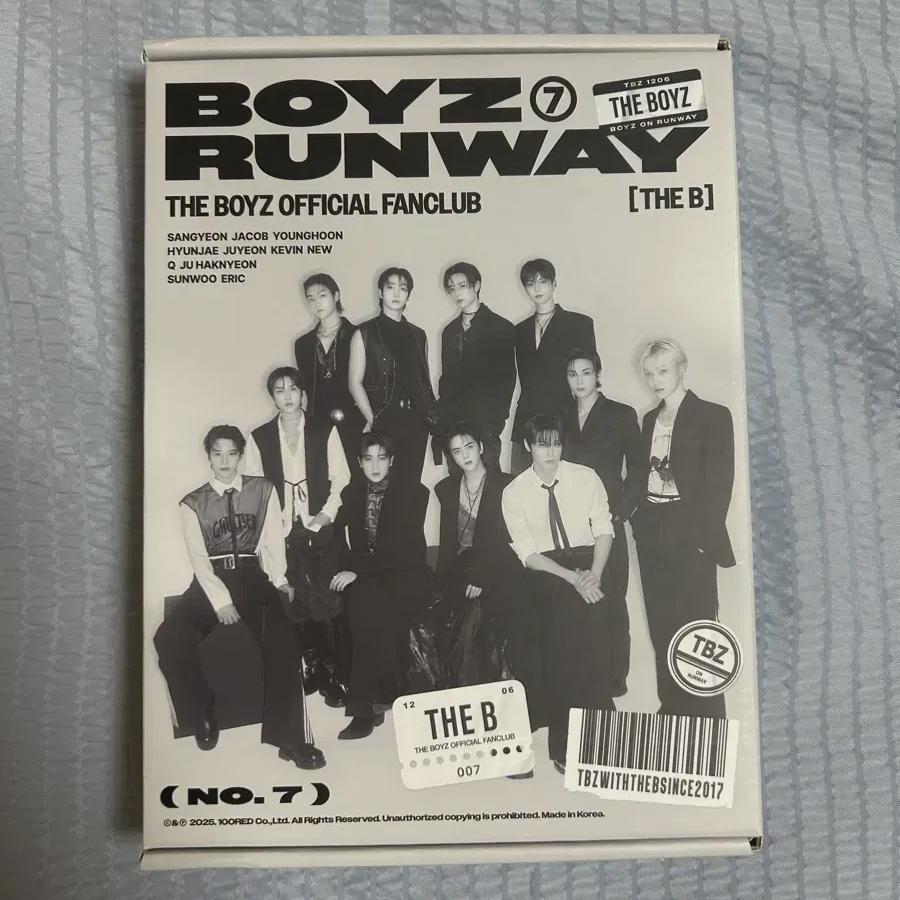 BOYZ ⑦
RUNWAY
TBZ 1206
THE BOYZ
BOYZ ON RUNWAY
THE BOYZ OFFICIAL FANCLUB
[THE B]
SANGYEON JACOB YOUNGHOON
HYUNJAE JUYEON KEVIN NEW
Q JU HAKNYEON
SUNWOO ERIC
TBZ
ON
RUNWAY
12 06
THE B
THE BOYZ OFFICIAL FANCLUB
007
TBZWITHTHEBSINCE2017
( NO. 7 )
©&℗ 2025. 100RED Co.,Ltd. All Rights Reserved. Unauthorized copying is prohibited. Made in Korea.